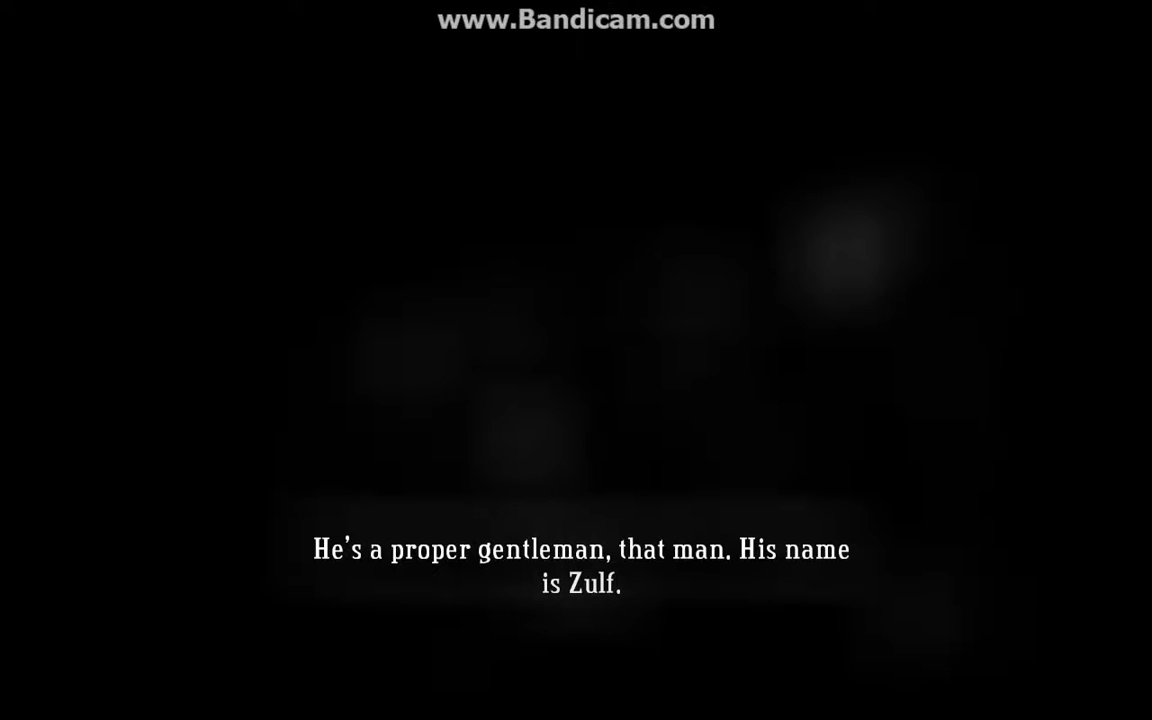 www.Bandicam.com
He's a proper gentleman, that man. His name
is Zulf.